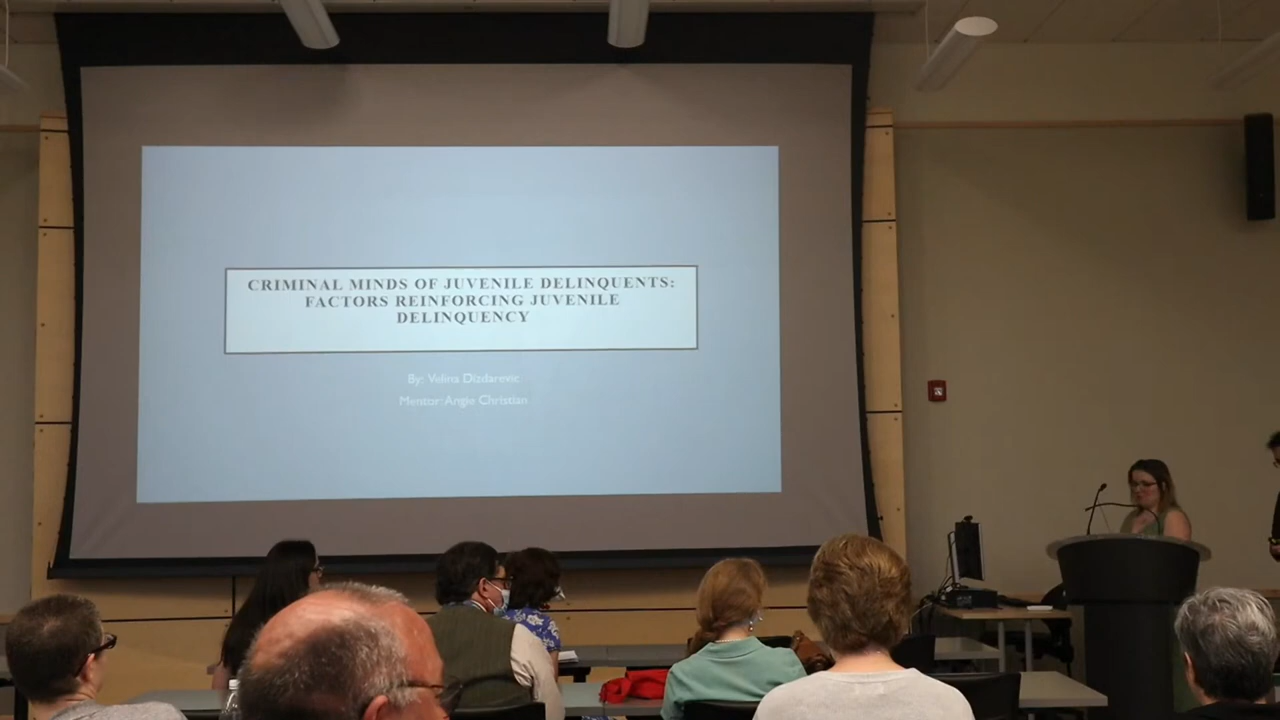 CRIMINAL MINDS OF JUVENILE DELINQUENTS:
FACTORS REINFORCING JUVENILE
DELINQUENCY
By: Velina Dizdarevic
Mentor: Angie Christian